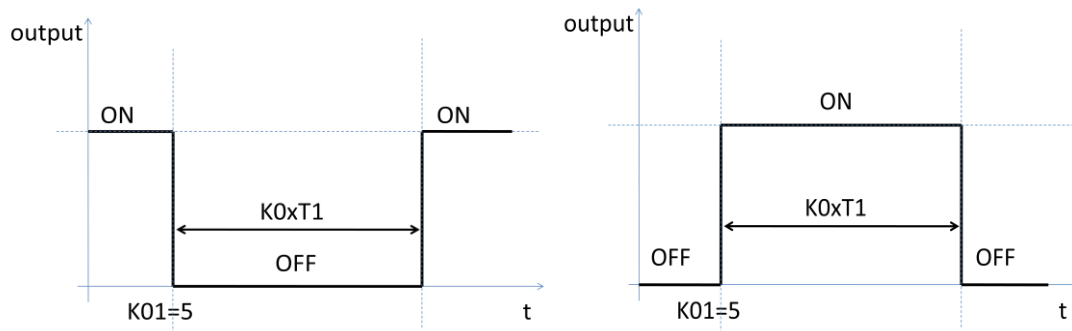 output
ON
ON
K0xT1
OFF
K01=5
t
output
ON
K0xT1
OFF
OFF
K01=5
t